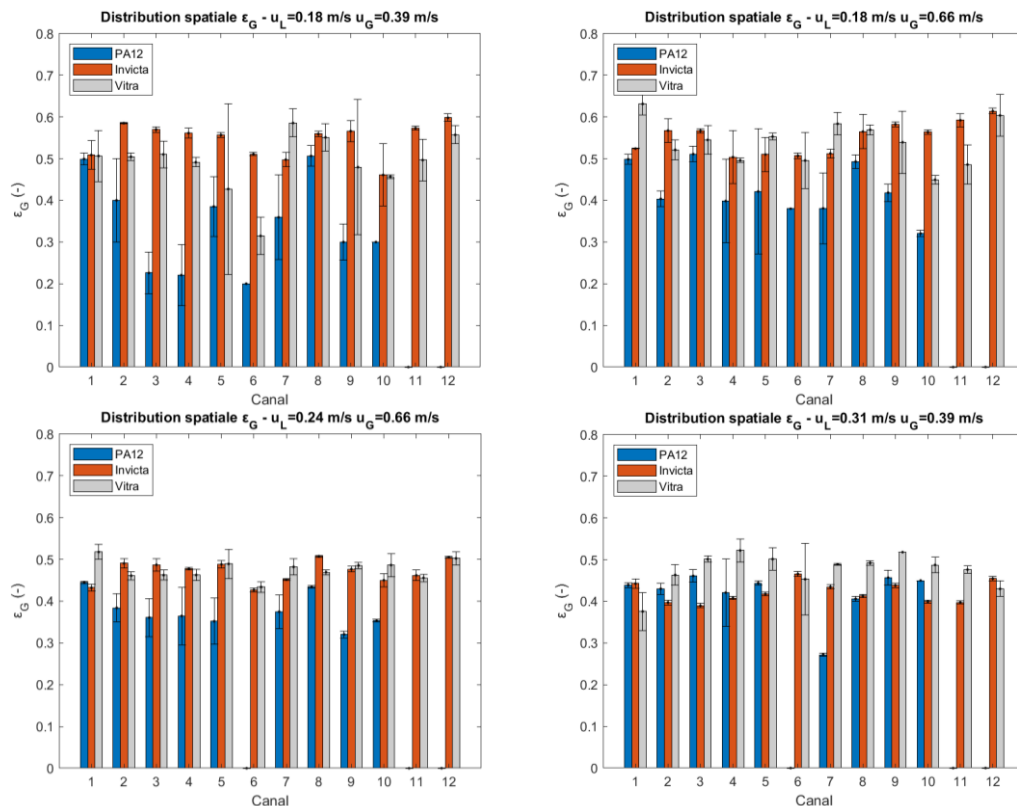 Distribution spatiale ε_G - u_L=0.18 m/s u_G=0.39 m/s
0.8
0.7
0.6
0.5
0.4
0.3
0.2
0.1
0
ε_G (-)
PA12
Invicta
Vitra
1 2 3 4 5 6 7 8 9 10 11 12
Canal
Distribution spatiale ε_G - u_L=0.18 m/s u_G=0.66 m/s
0.8
0.7
0.6
0.5
0.4
0.3
0.2
0.1
0
ε_G (-)
PA12
Invicta
Vitra
1 2 3 4 5 6 7 8 9 10 11 12
Canal
Distribution spatiale ε_G - u_L=0.24 m/s u_G=0.66 m/s
0.8
0.7
0.6
0.5
0.4
0.3
0.2
0.1
0
ε_G (-)
PA12
Invicta
Vitra
1 2 3 4 5 6 7 8 9 10 11 12
Canal
Distribution spatiale ε_G - u_L=0.31 m/s u_G=0.39 m/s
0.8
0.7
0.6
0.5
0.4
0.3
0.2
0.1
0
ε_G (-)
PA12
Invicta
Vitra
1 2 3 4 5 6 7 8 9 10 11 12
Canal